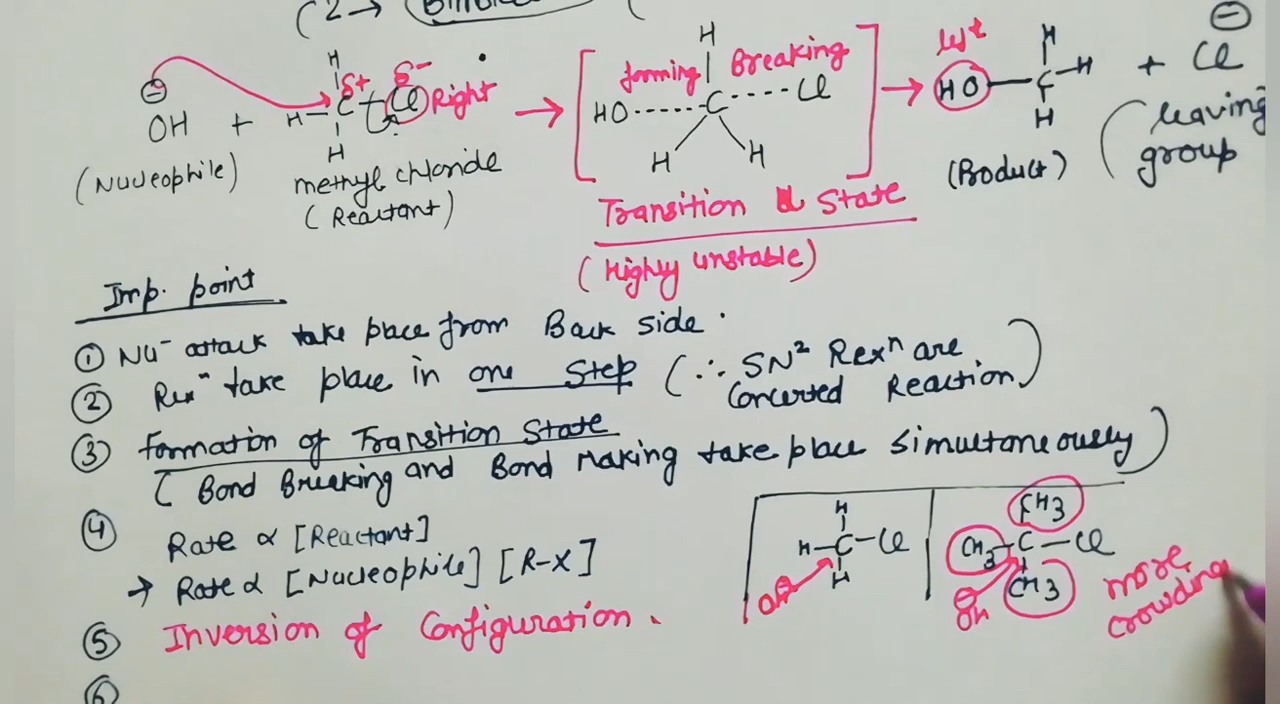 (2 →
⊖
OH
(Nucleophile)
+
H
δ+ δ-
H-C-Cl Right
H
methyl chloride
(Reactant)
→
H
forming Breaking
HO------C----Cl
H H
Transition State
(Highly unstable)
→
left
H
HO—C-H
H
(Product)
+ Cl ⊖
(leaving
group
Imp. point
① Nu⁻ attack take place from Back side.
② Rexⁿ take place in one Step (∴ SN² Rexⁿ are
Concerted Reaction)
③ Formation of Transition State
( Bond Breaking and Bond Making take place simultaneously)
④ Rate ∝ [Reactant]
→ Rate ∝ [Nucleophile] [R-X]
⑤ Inversion of Configuration.
⑥
H
H-C-Cl
H
OH
CH3
CH3-C-Cl
CH3
⊖
OH
more
crowding